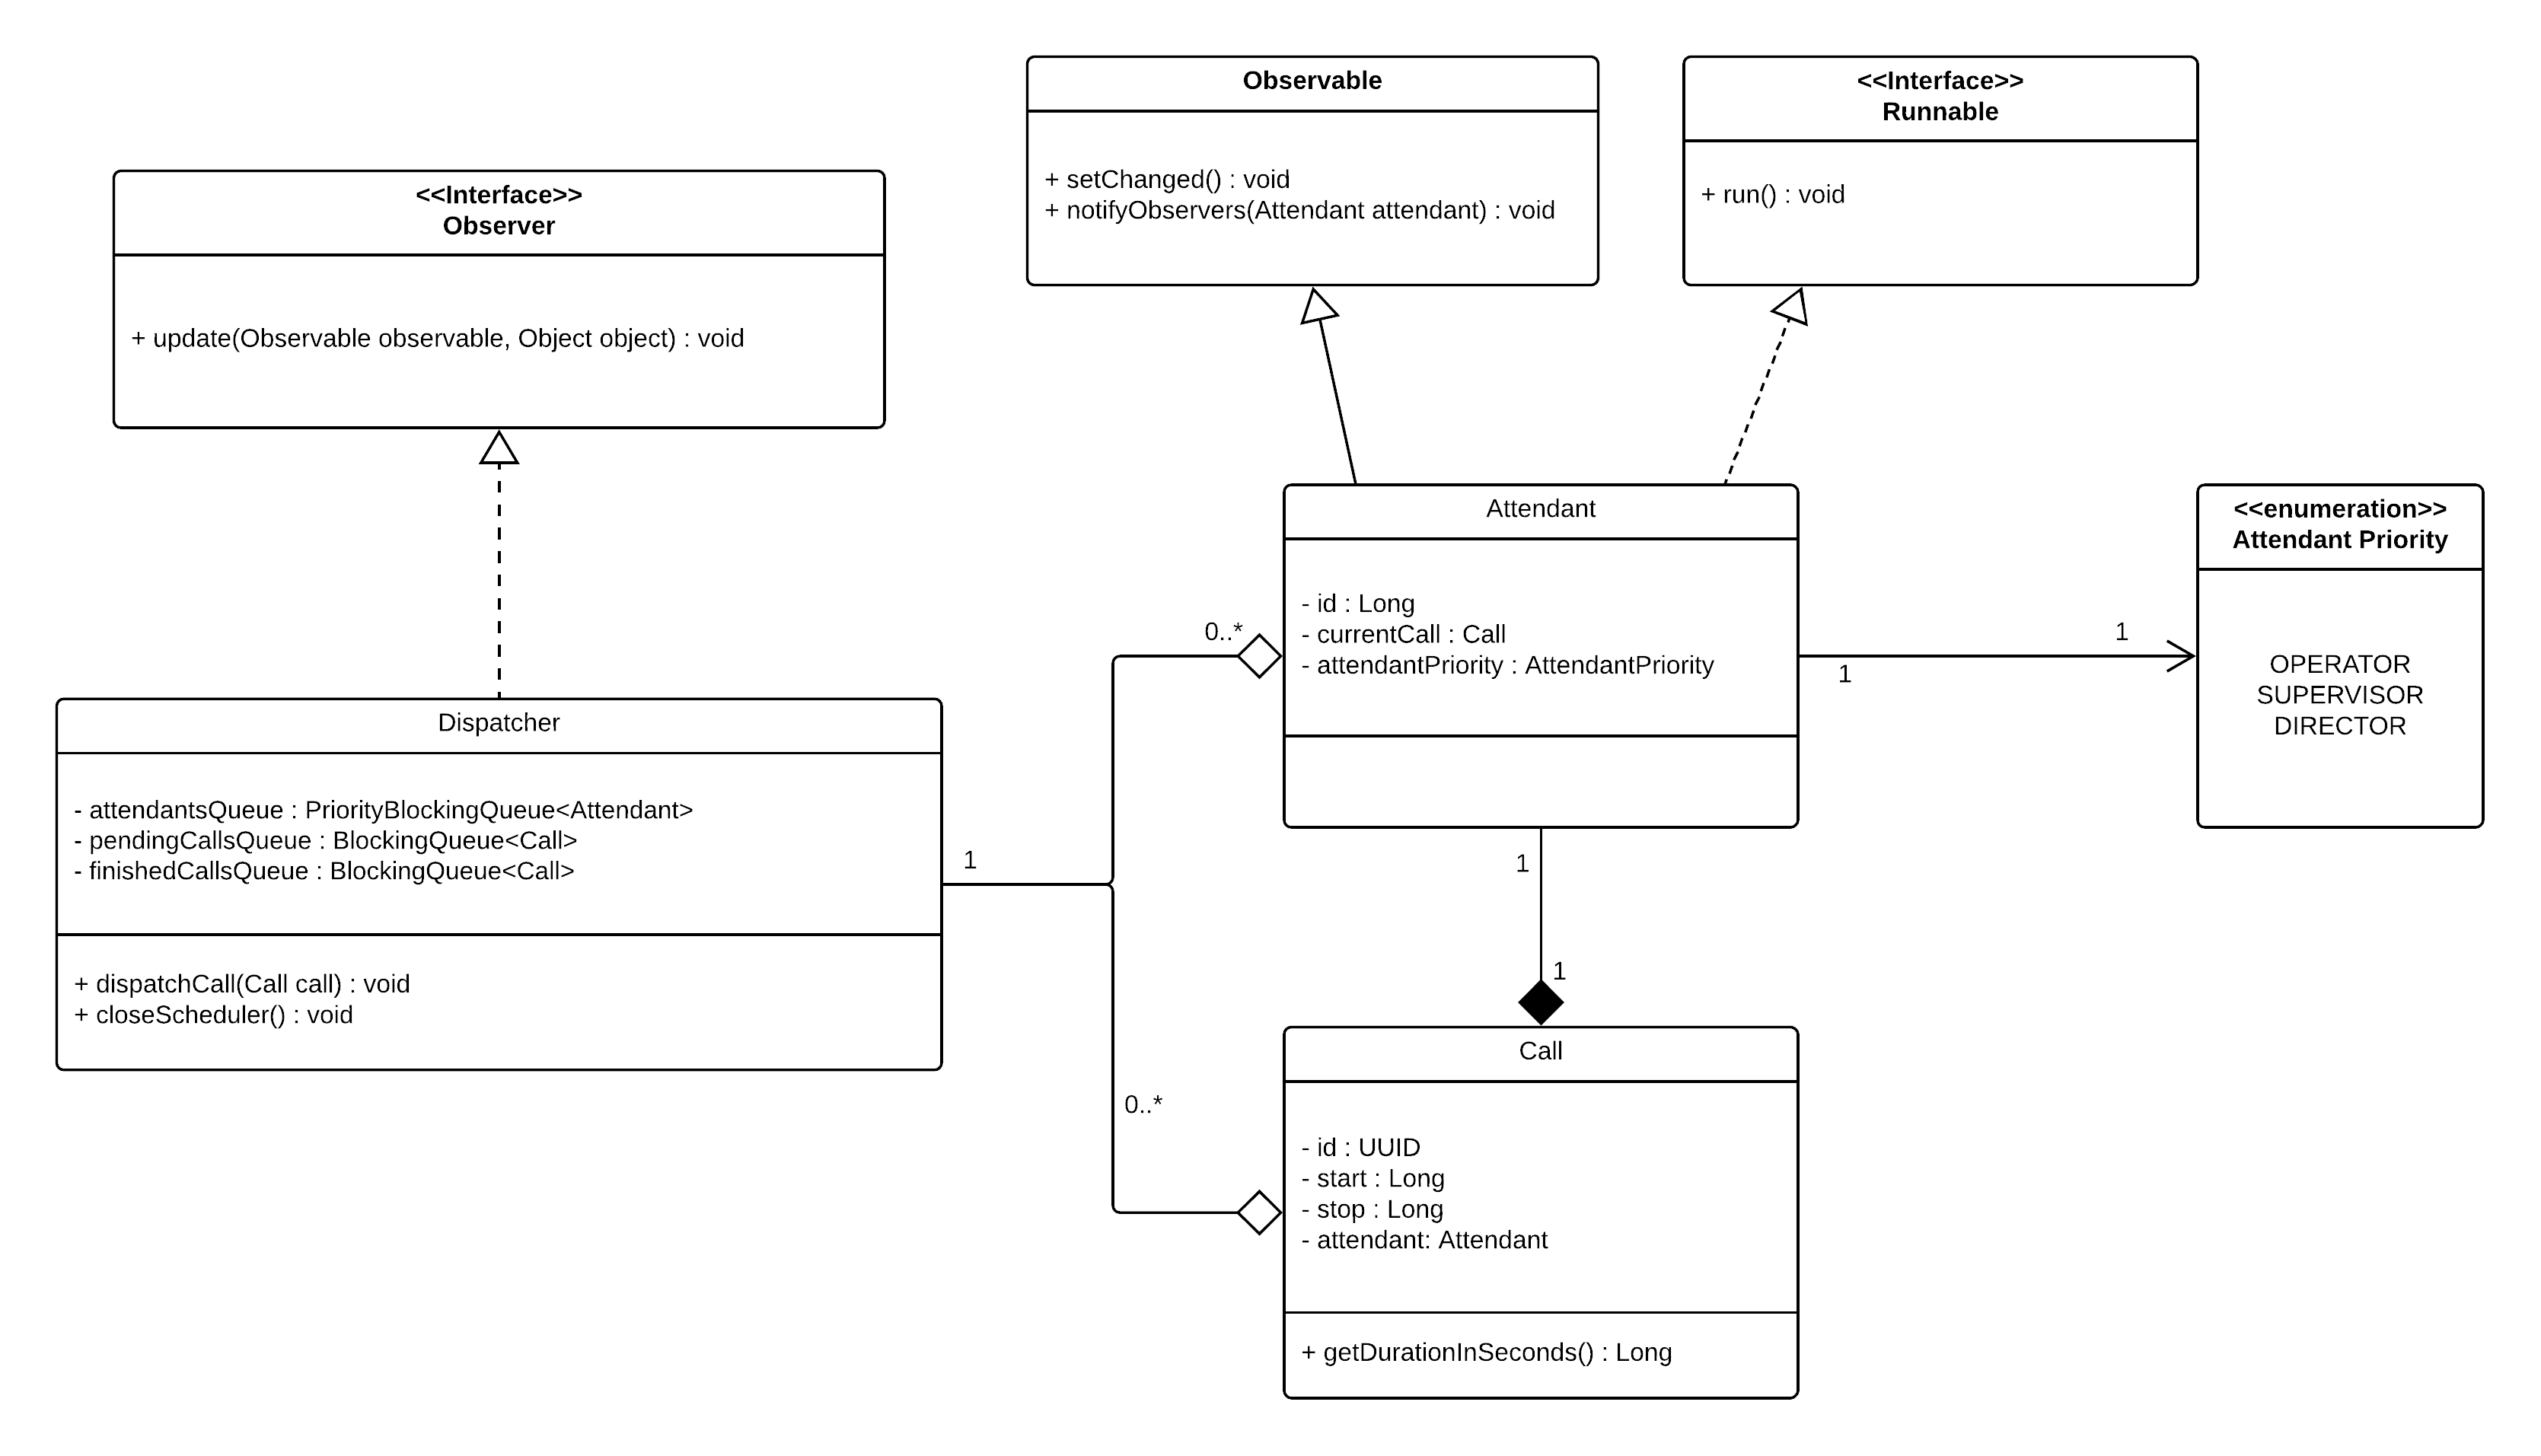 Observable
+ setChanged() : void
+ notifyObservers(Attendant attendant) : void
<<Interface>>
Runnable
+ run() : void
<<Interface>>
Observer
+ update(Observable observable, Object object) : void
Attendant
- id : Long
- currentCall : Call
- attendantPriority : AttendantPriority
<<enumeration>>
Attendant Priority
OPERATOR
SUPERVISOR
DIRECTOR
0..*
1
1
Dispatcher
- attendantsQueue : PriorityBlockingQueue<Attendant>
- pendingCallsQueue : BlockingQueue<Call>
- finishedCallsQueue : BlockingQueue<Call>
+ dispatchCall(Call call) : void
+ closeScheduler() : void
1
1
1
0..*
Call
- id : UUID
- start : Long
- stop : Long
- attendant: Attendant
+ getDurationInSeconds() : Long